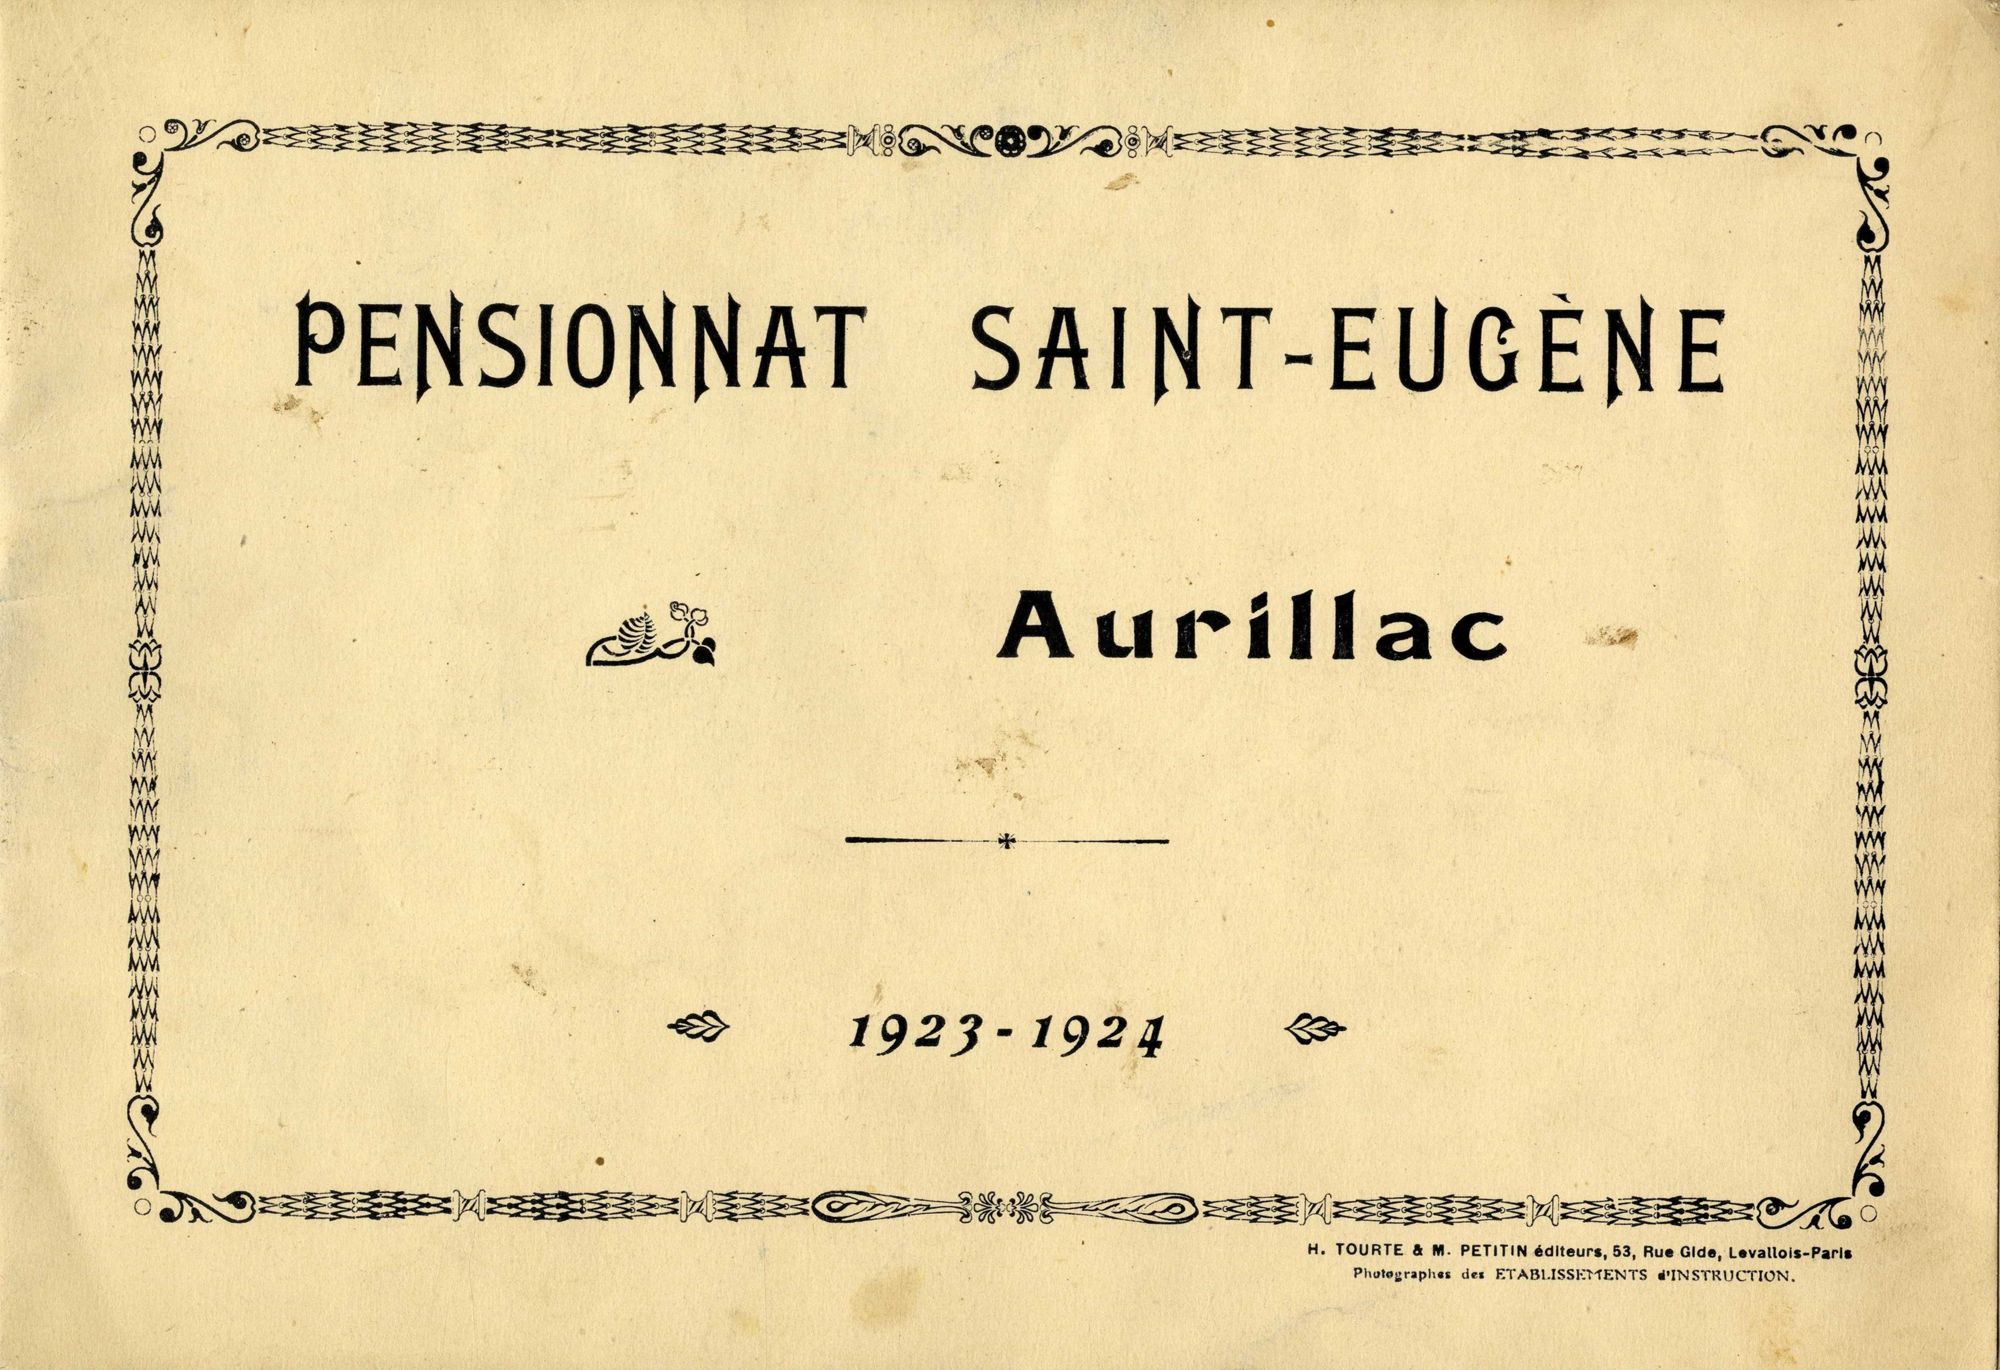 PENSIONNAT SAINT-EUGÈNE
Aurillac
1923-1924
H. TOURTE & M. PETITIN éditeurs, 53, Rue Gide, Levallois-Paris
Photographes des ETABLISSEMENTS d'INSTRUCTION.